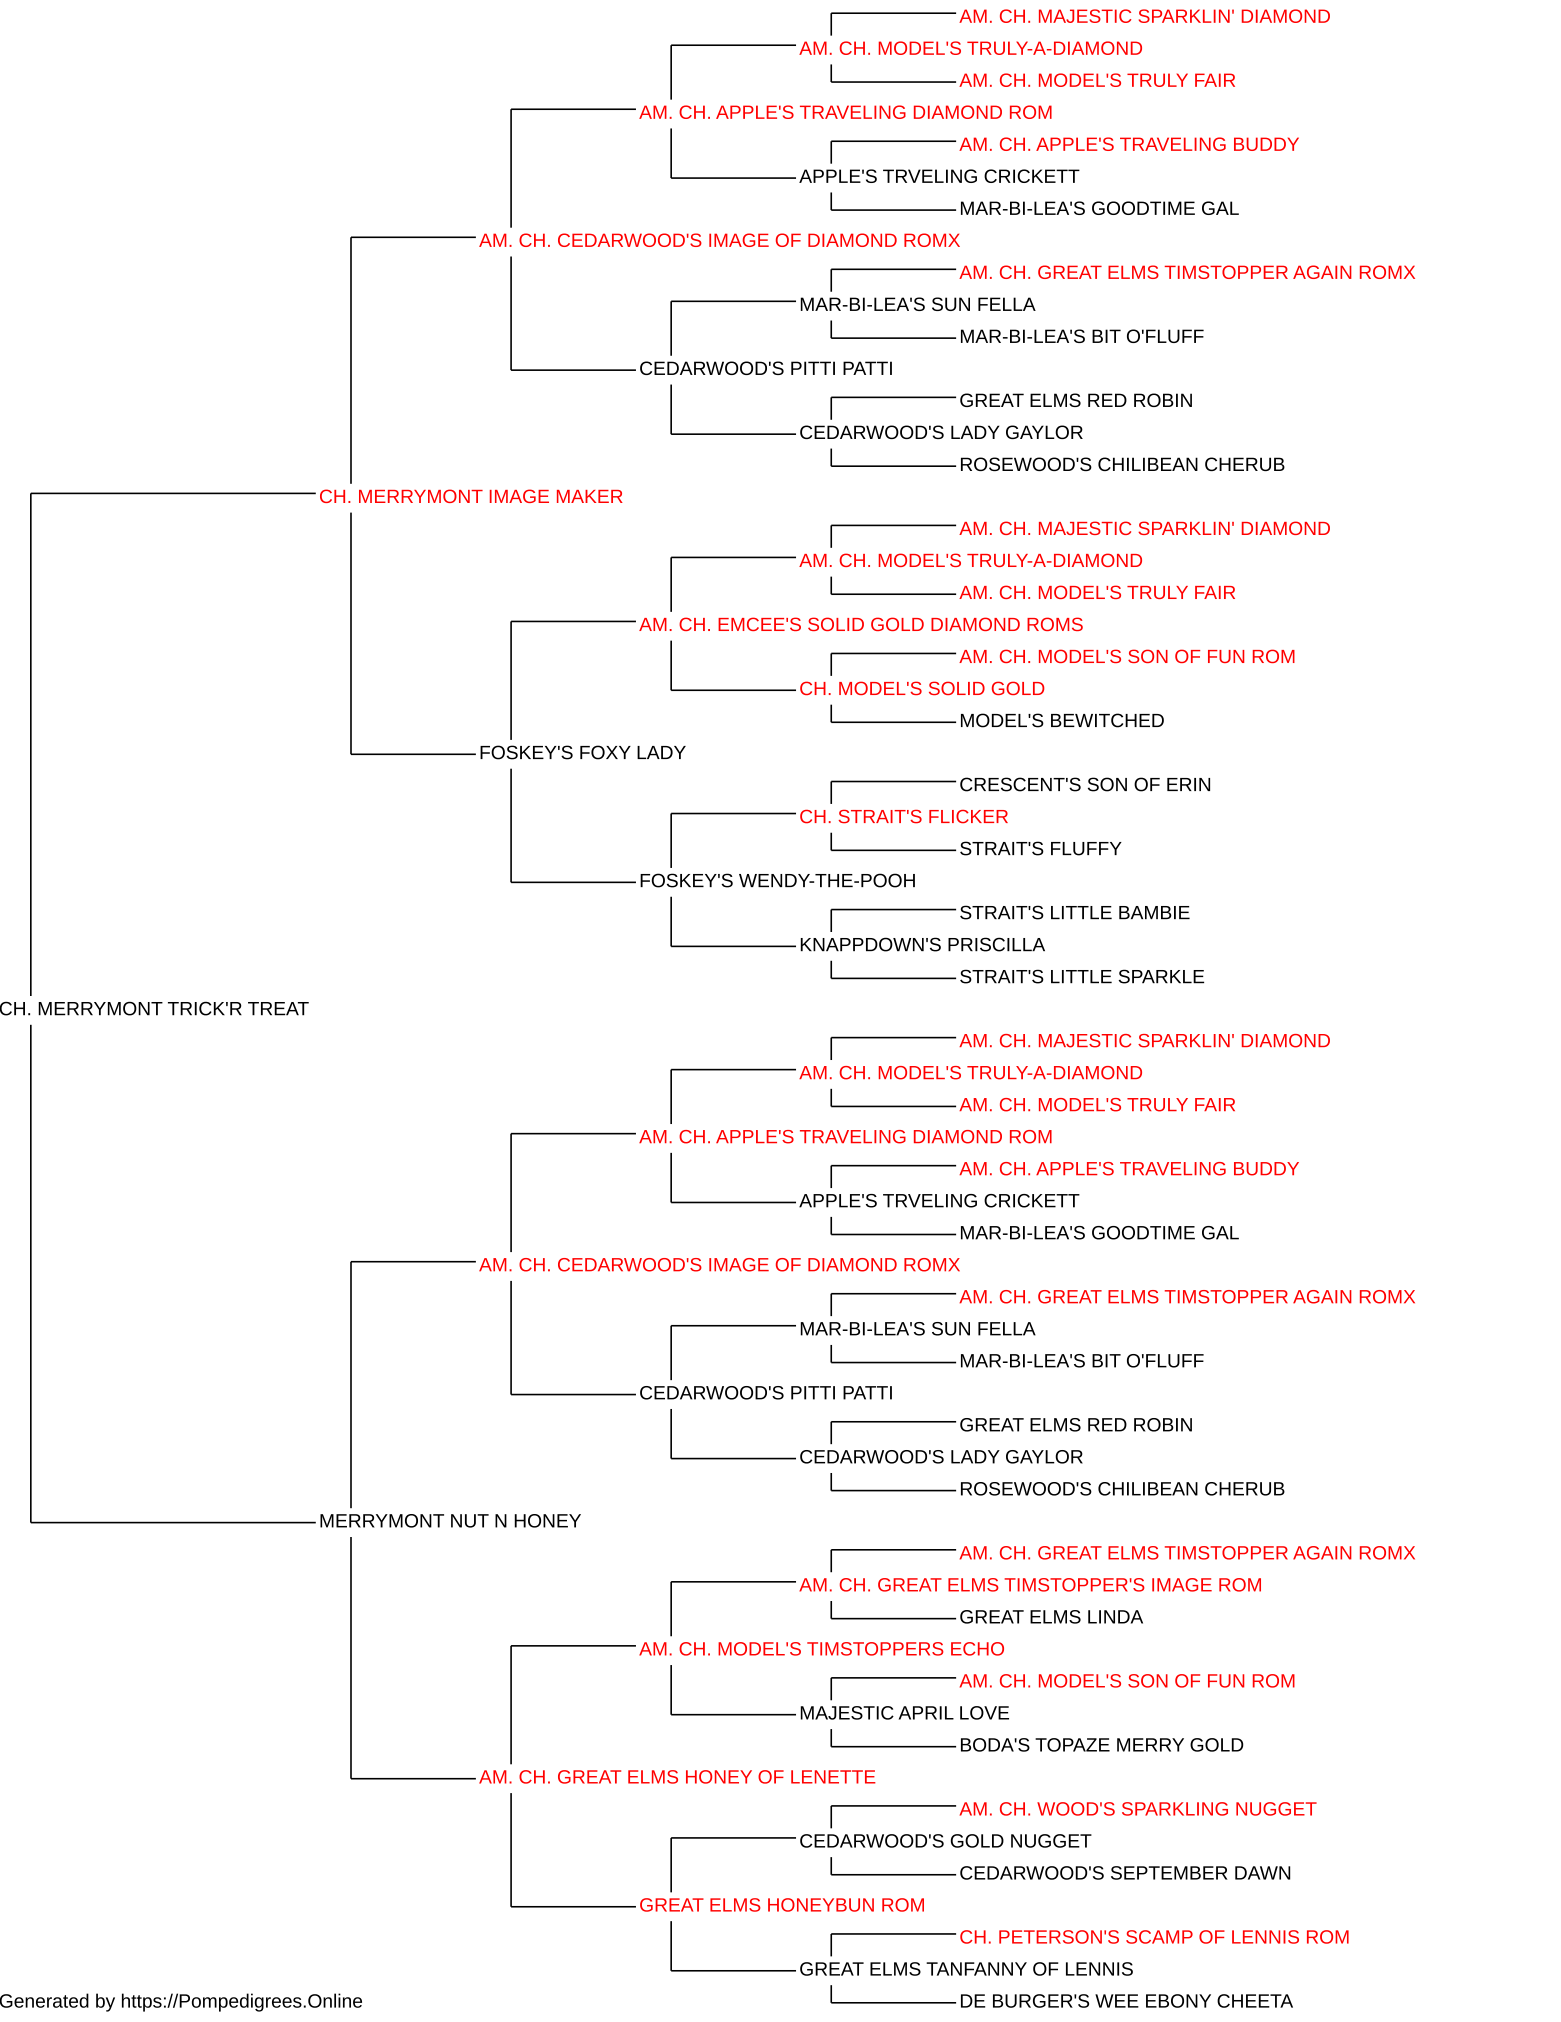 AM. CH. MAJESTIC SPARKLIN' DIAMOND
AM. CH. MODEL'S TRULY-A-DIAMOND
AM. CH. MODEL'S TRULY FAIR
AM. CH. APPLE'S TRAVELING DIAMOND ROM
AM. CH. APPLE'S TRAVELING BUDDY
APPLE'S TRVELING CRICKETT
MAR-BI-LEA'S GOODTIME GAL
AM. CH. CEDARWOOD'S IMAGE OF DIAMOND ROMX
AM. CH. GREAT ELMS TIMSTOPPER AGAIN ROMX
MAR-BI-LEA'S SUN FELLA
MAR-BI-LEA'S BIT O'FLUFF
CEDARWOOD'S PITTI PATTI
GREAT ELMS RED ROBIN
CEDARWOOD'S LADY GAYLOR
ROSEWOOD'S CHILIBEAN CHERUB
CH. MERRYMONT IMAGE MAKER
AM. CH. MAJESTIC SPARKLIN' DIAMOND
AM. CH. MODEL'S TRULY-A-DIAMOND
AM. CH. MODEL'S TRULY FAIR
AM. CH. EMCEE'S SOLID GOLD DIAMOND ROMS
AM. CH. MODEL'S SON OF FUN ROM
CH. MODEL'S SOLID GOLD
MODEL'S BEWITCHED
FOSKEY'S FOXY LADY
CRESCENT'S SON OF ERIN
CH. STRAIT'S FLICKER
STRAIT'S FLUFFY
FOSKEY'S WENDY-THE-POOH
STRAIT'S LITTLE BAMBIE
KNAPPDOWN'S PRISCILLA
STRAIT'S LITTLE SPARKLE
CH. MERRYMONT TRICK'R TREAT
AM. CH. MAJESTIC SPARKLIN' DIAMOND
AM. CH. MODEL'S TRULY-A-DIAMOND
AM. CH. MODEL'S TRULY FAIR
AM. CH. APPLE'S TRAVELING DIAMOND ROM
AM. CH. APPLE'S TRAVELING BUDDY
APPLE'S TRVELING CRICKETT
MAR-BI-LEA'S GOODTIME GAL
AM. CH. CEDARWOOD'S IMAGE OF DIAMOND ROMX
AM. CH. GREAT ELMS TIMSTOPPER AGAIN ROMX
MAR-BI-LEA'S SUN FELLA
MAR-BI-LEA'S BIT O'FLUFF
CEDARWOOD'S PITTI PATTI
GREAT ELMS RED ROBIN
CEDARWOOD'S LADY GAYLOR
ROSEWOOD'S CHILIBEAN CHERUB
MERRYMONT NUT N HONEY
AM. CH. GREAT ELMS TIMSTOPPER AGAIN ROMX
AM. CH. GREAT ELMS TIMSTOPPER'S IMAGE ROM
GREAT ELMS LINDA
AM. CH. MODEL'S TIMSTOPPERS ECHO
AM. CH. MODEL'S SON OF FUN ROM
MAJESTIC APRIL LOVE
BODA'S TOPAZE MERRY GOLD
AM. CH. GREAT ELMS HONEY OF LENETTE
AM. CH. WOOD'S SPARKLING NUGGET
CEDARWOOD'S GOLD NUGGET
CEDARWOOD'S SEPTEMBER DAWN
GREAT ELMS HONEYBUN ROM
CH. PETERSON'S SCAMP OF LENNIS ROM
GREAT ELMS TANFANNY OF LENNIS
DE BURGER'S WEE EBONY CHEETA
Generated by https://Pompedigrees.Online